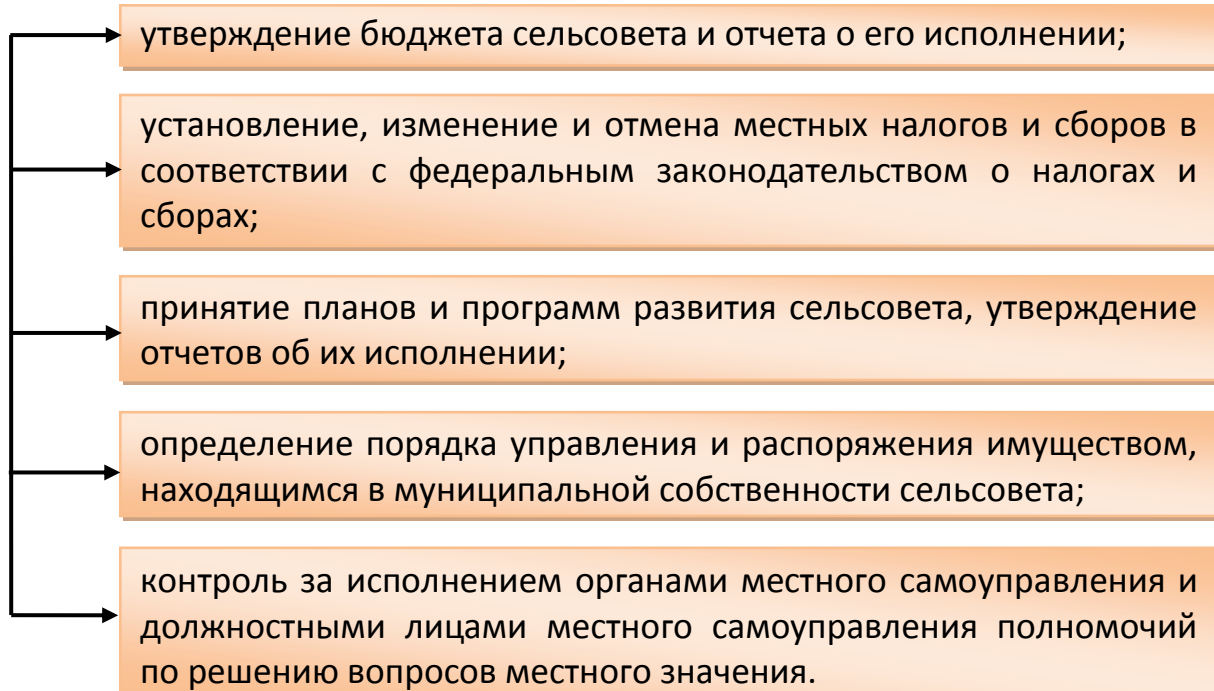 утверждение бюджета сельсовета и отчета о его исполнении;
установление, изменение и отмена местных налогов и сборов в
соответствии с федеральным законодательством о налогах и
сборах;
принятие планов и программ развития сельсовета, утверждение
отчетов об их исполнении;
определение порядка управления и распоряжения имуществом,
находящимся в муниципальной собственности сельсовета;
контроль за исполнением органами местного самоуправления и
должностными лицами местного самоуправления полномочий
по решению вопросов местного значения.